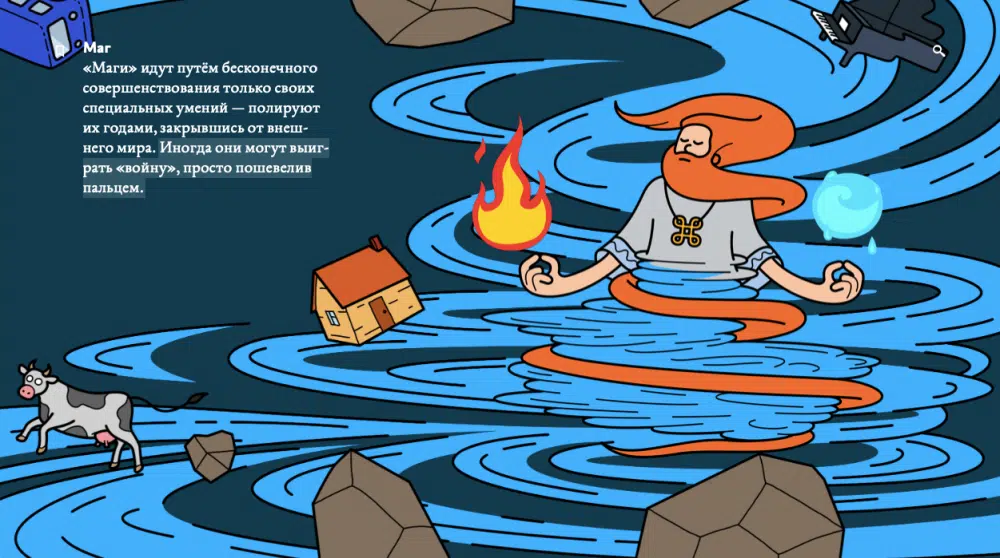 Маг
«Маги» идут путём бесконечного
совершенствования только своих
специальных умений — полируют
их годами, закрывшись от внеш-
него мира. Иногда они могут выиг-
рать «войну», просто пошевелив
пальцем.